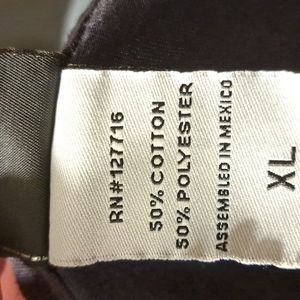 RN#127716
50% COTTON
50% POLYESTER
ASSEMBLED IN MEXICO
XL